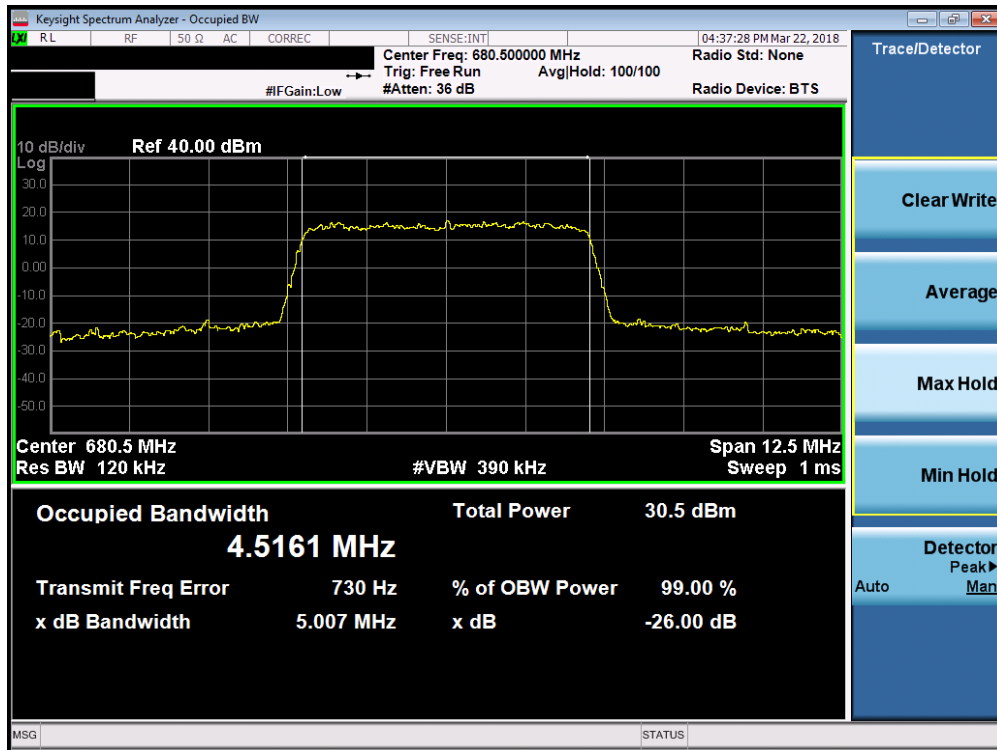 Keysight Spectrum Analyzer - Occupied BW
LXI RL RF 50 Ω AC CORREC SENSE:INT 04:37:28 PM Mar 22, 2018
Center Freq: 680.500000 MHz Radio Std: None
Trig: Free Run Avg|Hold: 100/100
#IFGain:Low #Atten: 36 dB Radio Device: BTS
10 dB/div Ref 40.00 dBm
Log
30.0
20.0
10.0
0.00
-10.0
-20.0
-30.0
-40.0
-50.0
Center 680.5 MHz Span 12.5 MHz
Res BW 120 kHz #VBW 390 kHz Sweep 1 ms
Occupied Bandwidth Total Power 30.5 dBm
4.5161 MHz
Transmit Freq Error 730 Hz % of OBW Power 99.00 %
x dB Bandwidth 5.007 MHz x dB -26.00 dB
MSG STATUS
Trace/Detector
Clear Write
Average
Max Hold
Min Hold
Detector
Peak▶
Auto Man